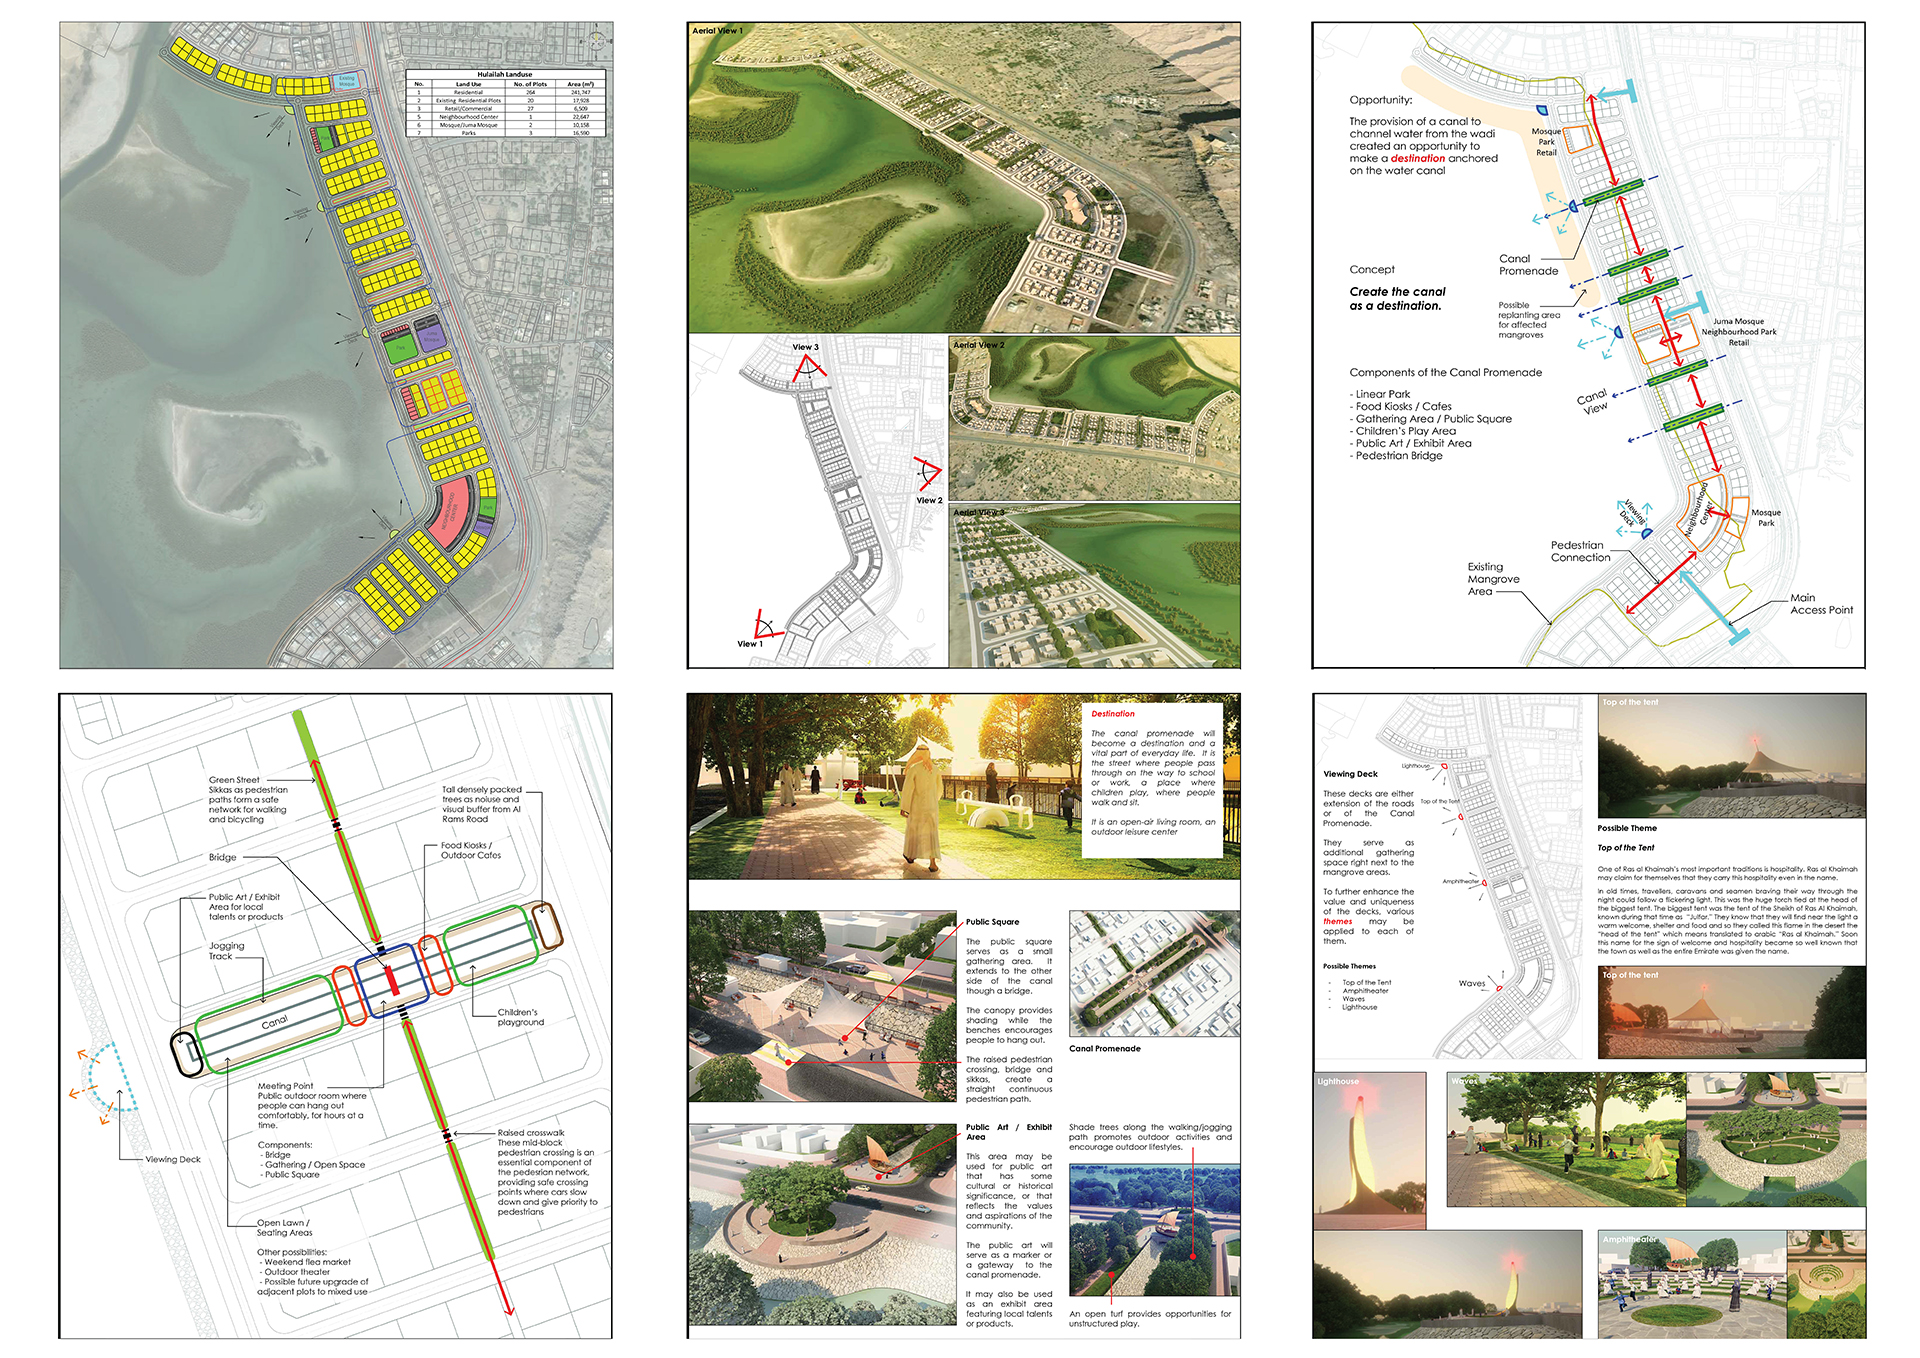 Hulailah Landuse
No. Land Use No. of Plots Area (m²)
1 Residential 264 241,747
2 Existing Residential Plots 20 17,928
3 Retail/Commercial 27 6,509
5 Neighbourhood Center 1 22,647
6 Mosque/Juma Mosque 2 10,158
7 Parks 3 16,590
Existing
Mosque
Park
Park
NEIGHBOURHOOD
CENTER
Park
Aerial View 1
View 3
View 2
View 1
Aerial View 2
Aerial View 3
Opportunity:
The provision of a canal to
channel water from the wadi
created an opportunity to
make a destination anchored
on the water canal
Mosque
Park
Retail
Canal
Promenade
Concept
Create the canal
as a destination.
Possible
replanting area
for affected
mangroves
Juma Mosque
Neighbourhood Park
Retail
Components of the Canal Promenade
- Linear Park
- Food Kiosks / Cafes
- Gathering Area / Public Square
- Children's Play Area
- Public Art / Exhibit Area
- Pedestrian Bridge
Canal
View
Viewing
Deck
Neighbourhood
Center
Mosque
Park
Pedestrian
Connection
Existing
Mangrove
Area
Main
Access Point
Green Street
Sikkas as pedestrian
paths form a safe
network for walking
and bicycling
Tall densely packed
trees as noiuse and
visual buffer from Al
Rams Road
Bridge
Food Kiosks /
Outdoor Cafos
Public Art / Exhibit
Area for local
talents or products
Jogging
Track
Canal
Children's
playground
Meeting Point
Public outdoor room where
people can hang out
comfortably, for hours at a
time.
Components:
- Bridge
- Gathering / Open Space
- Public Square
Viewing Deck
Raised crosswalk
These mid-block
pedestrian crossing is an
essential component of
the pedesrian network,
providing safe crossing
points where cars slow
down and give priority to
pedestrians
Open Lawn /
Seating Areas
Other possibilities:
- Weekend flea market
- Outdoor theater
- Possible future upgrade of
adjacent plots to mixed use
Destination
The canal promenade will
become a destination and a
vital part of everyday life. It is
the street where people pass
through on the way to school
or work, a place where
children play, where people
walk and sit.
It is an open-air living room, an
outdoor leisure center
Public Square
The public square
serves as a small
gathering area. It
extends to the other
side of the canal
though a bridge.
The canopy provides
shading while the
benches encourages
people to hang out.
The raised pedestrian
crossing, bridge and
sikkas, create a
straight continuous
pedestrian path.
Canal Promenade
Public Art / Exhibit
Area
This area may be
used for public art
that has some
cultural or historical
significance, or that
reflects the values
and aspirations of the
community.
The public art will
serve as a marker or
a gateway to the
canal promenade.
It may also be used
as an exhibit area
featuring local talents
or products.
Shade trees along the walking/jogging
path promotes outdoor activities and
encourage outdoor lifestyles.
An open turf provides opportunities for
unstructured play.
Viewing Deck
These decks are either
extension of the roads
or of the Canal
Promenade.
They serve as
additional gathering
space right next to the
mangrove areas.
To further enhance the
value and uniqueness
of the decks, various
themes may be
applied to each of
them.
Possible Themes
- Top of the Tent
- Amphitheater
- Waves
- Lighthouse
Lighthouse
Top of the Tent
Amphitheater
Waves
Top of the tent
Possible Theme
Top of the Tent
One of Ras al Khaimah's most important traditions is hospitality. Ras al Khaimah
may claim for themselves that they carry this hospitality even in the name.
In old times, travellers, caravans and seamen braving their way through the
night could follow a flickering light. This was the huge torch tied at the head of
the biggest tent. The biggest tent was the tent of the Sheikh of Ras Al Khaimah,
known during that time as "Julfar." They know that they will find near the light a
warm welcome, shelter and food and so they called this flame in the desert the
"head of the tent" which means translated to arabic "Ras al Khaimah." Soon
this name for the sign of welcome and hospitality became so well known that
the town as well as the entire Emirate was given the name.
Top of the tent
Lighthouse
Waves
Amphitheater